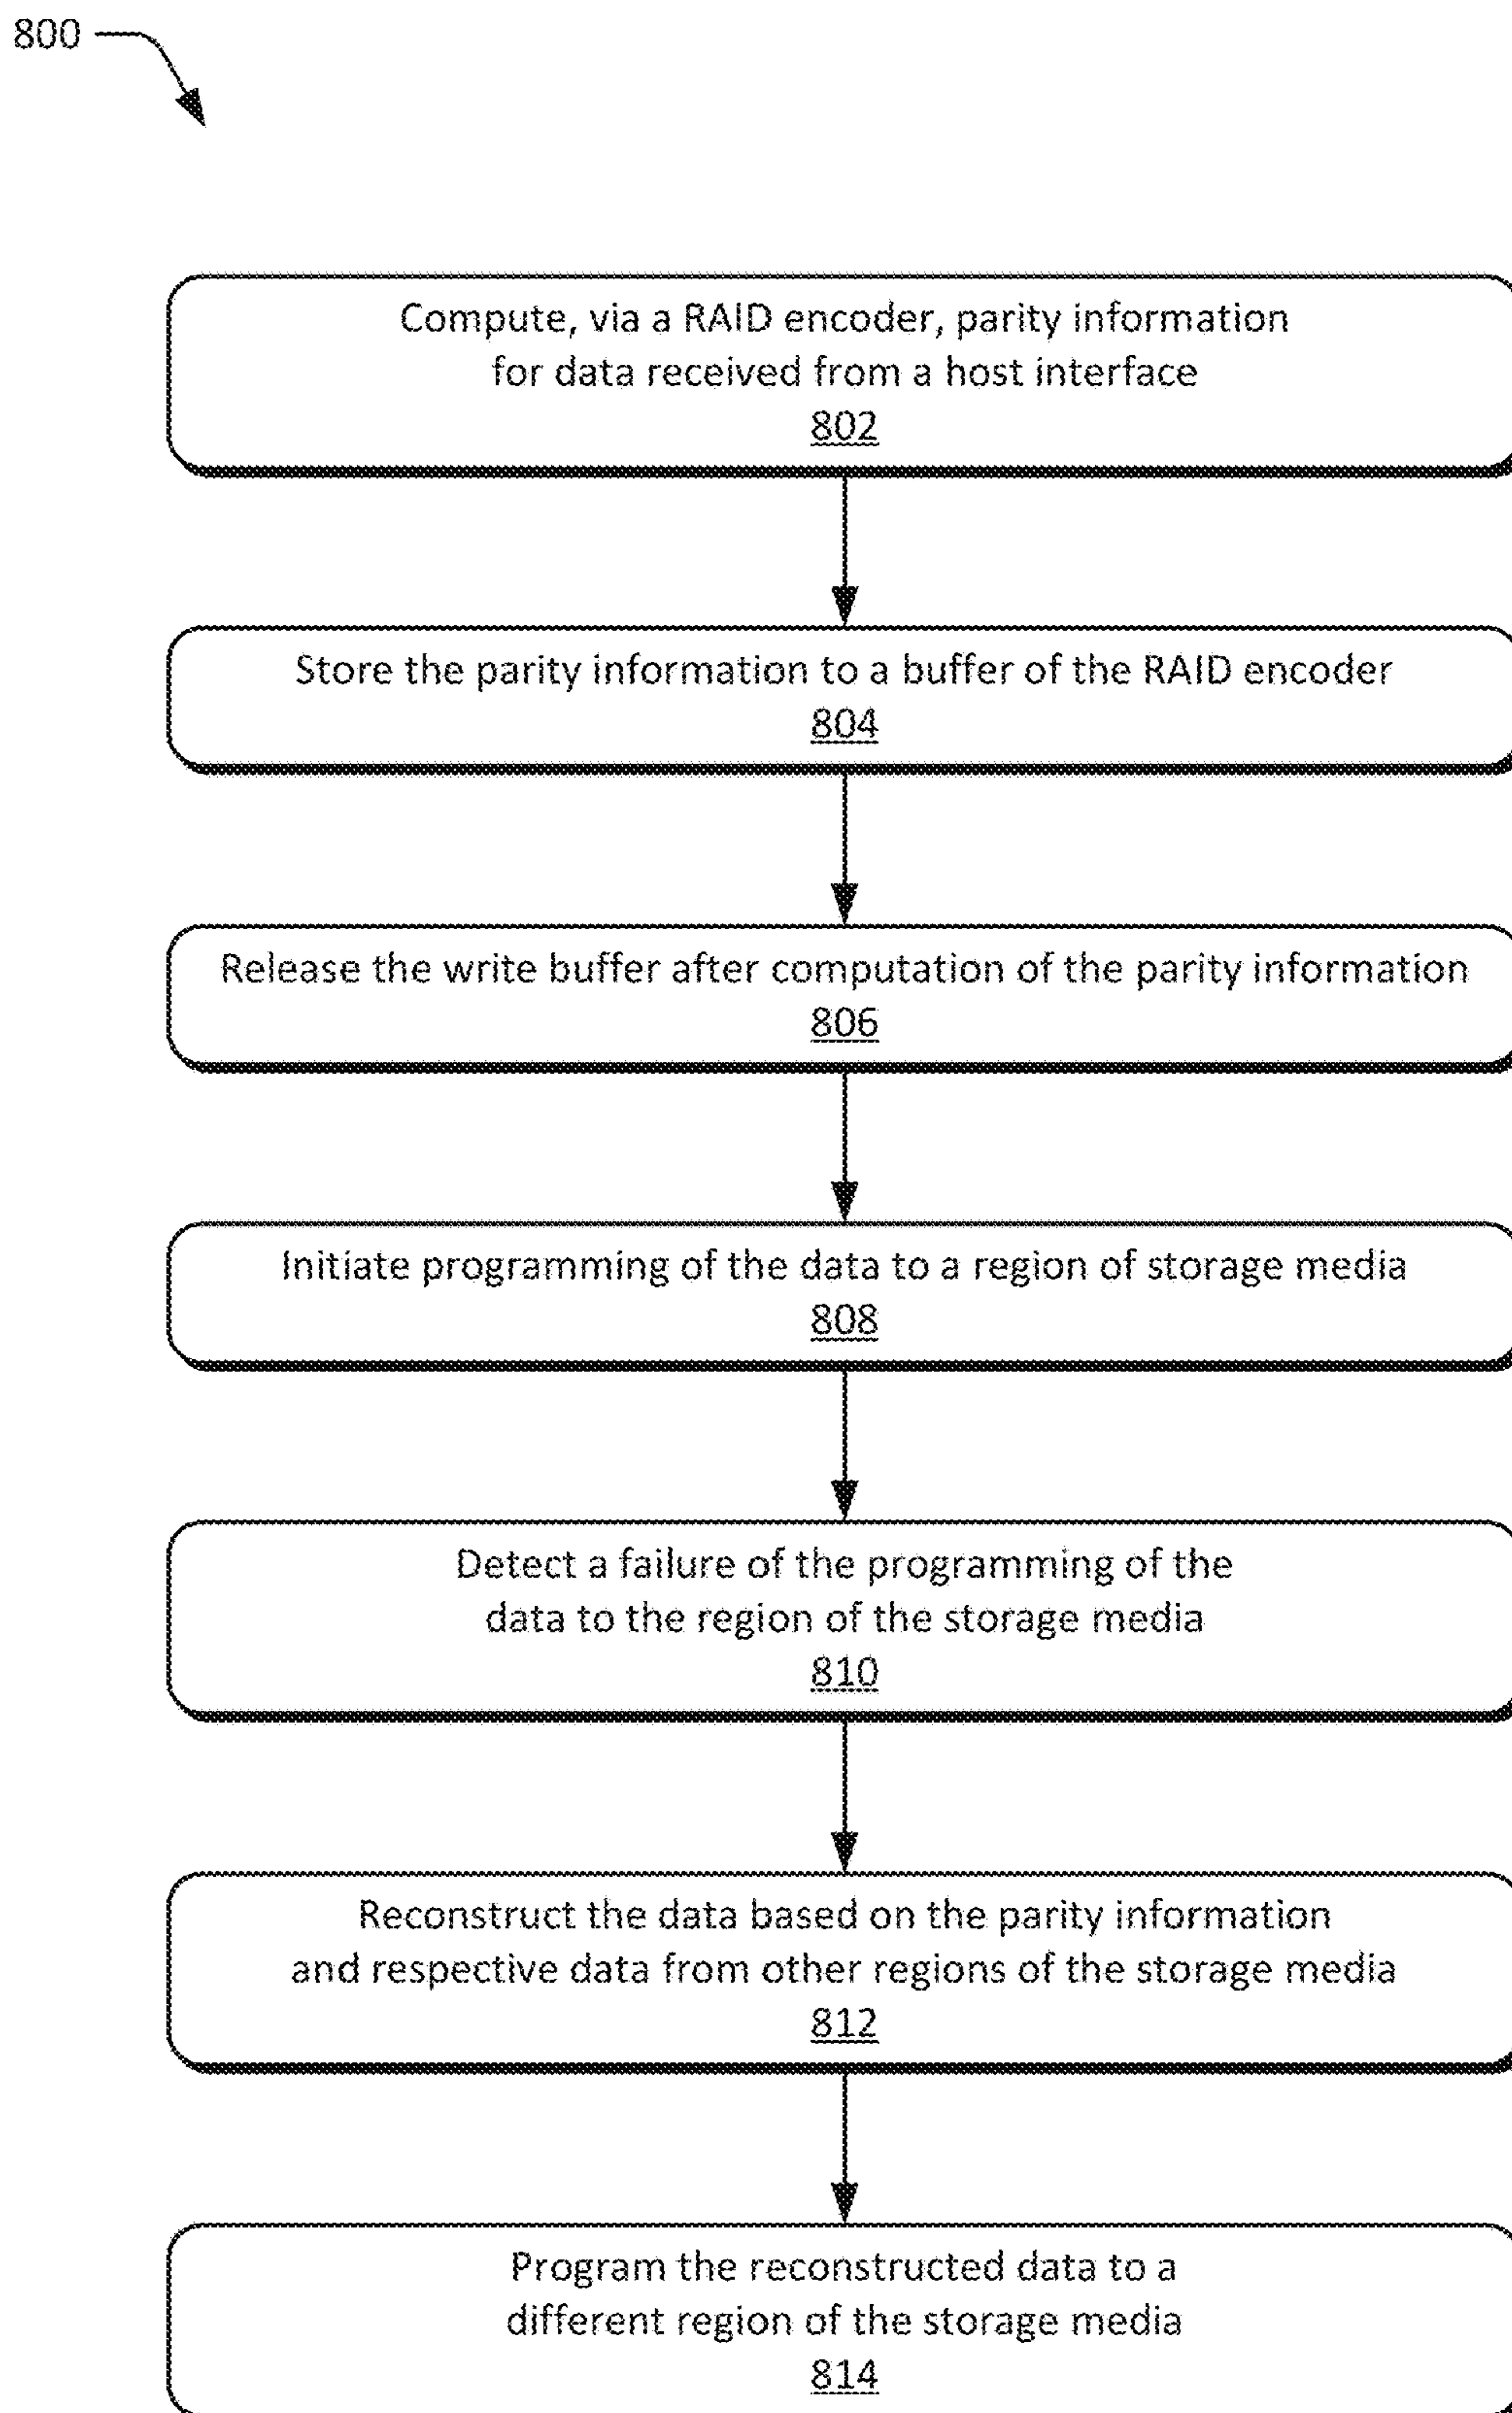 800
Compute, via a RAID encoder, parity information
for data received from a host interface
802
Store the parity information to a buffer of the RAID encoder
804
Release the write buffer after computation of the parity information
806
Initiate programming of the data to a region of storage media
808
Detect a failure of the programming of the
data to the region of the storage media
810
Reconstruct the data based on the parity information
and respective data from other regions of the storage media
812
Program the reconstructed data to a
different region of the storage media
814